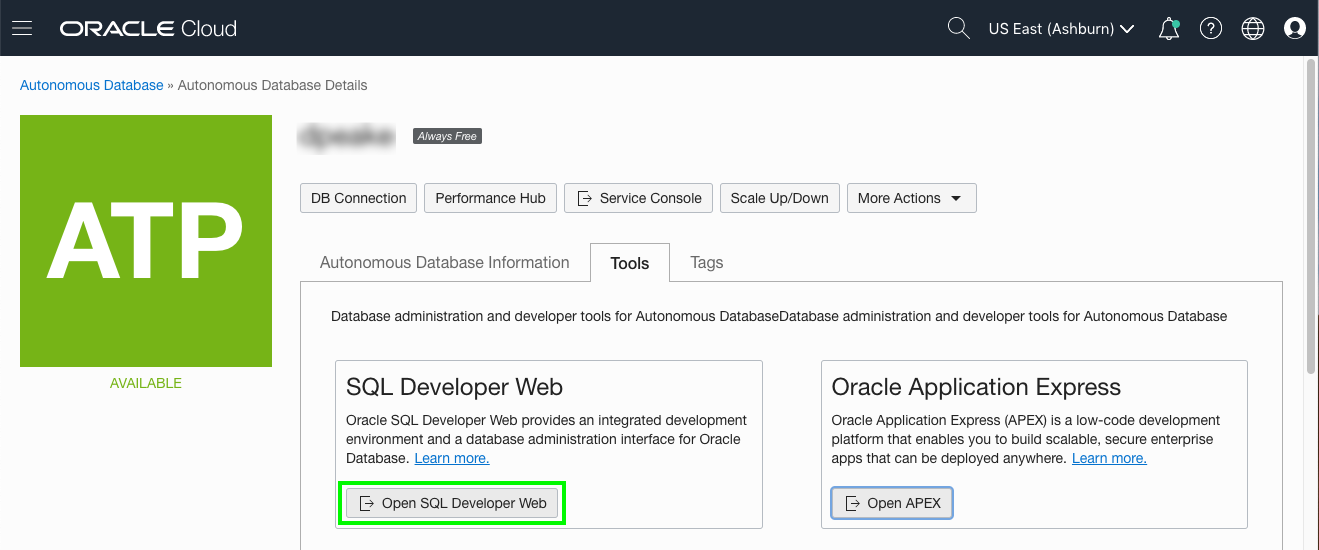 ORACLE Cloud
US East (Ashburn)
Autonomous Database » Autonomous Database Details
ATP
AVAILABLE
Always Free
DB Connection
Performance Hub
Service Console
Scale Up/Down
More Actions
Autonomous Database Information
Tools
Tags
Database administration and developer tools for Autonomous DatabaseDatabase administration and developer tools for Autonomous Database
SQL Developer Web
Oracle SQL Developer Web provides an integrated development
environment and a database administration interface for Oracle
Database. Learn more.
Open SQL Developer Web
Oracle Application Express
Oracle Application Express (APEX) is a low-code development
platform that enables you to build scalable, secure enterprise
apps that can be deployed anywhere. Learn more.
Open APEX